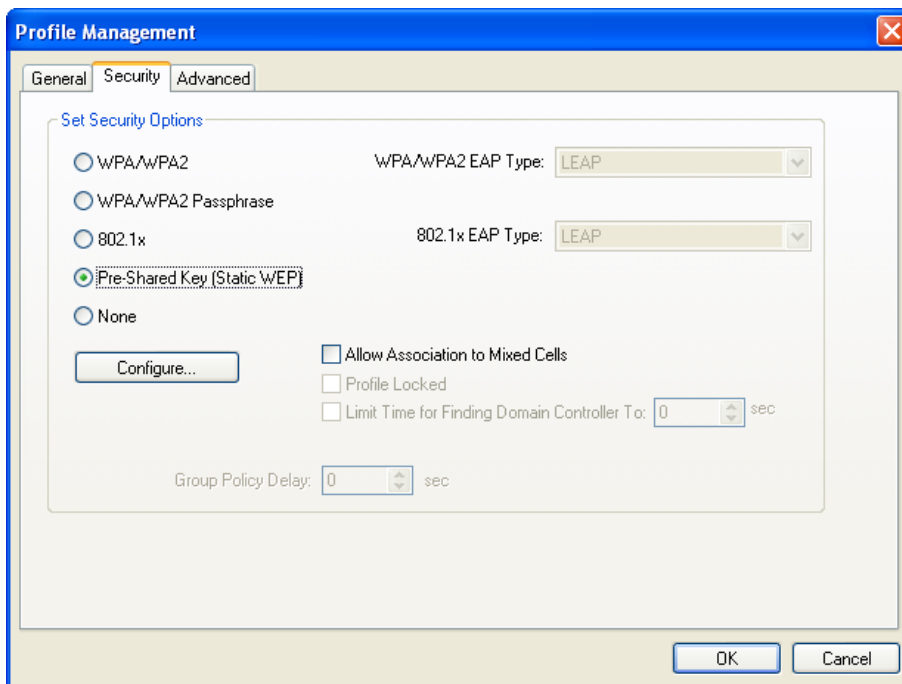 Profile Management
General Security Advanced
Set Security Options
WPA/WPA2 WPA/WPA2 EAP Type: LEAP
WPA/WPA2 Passphrase
802.1x 802.1x EAP Type: LEAP
Pre-Shared Key (Static WEP)
None
Configure... Allow Association to Mixed Cells
Profile Locked
Limit Time for Finding Domain Controller To: 0 sec
Group Policy Delay: 0 sec
OK Cancel